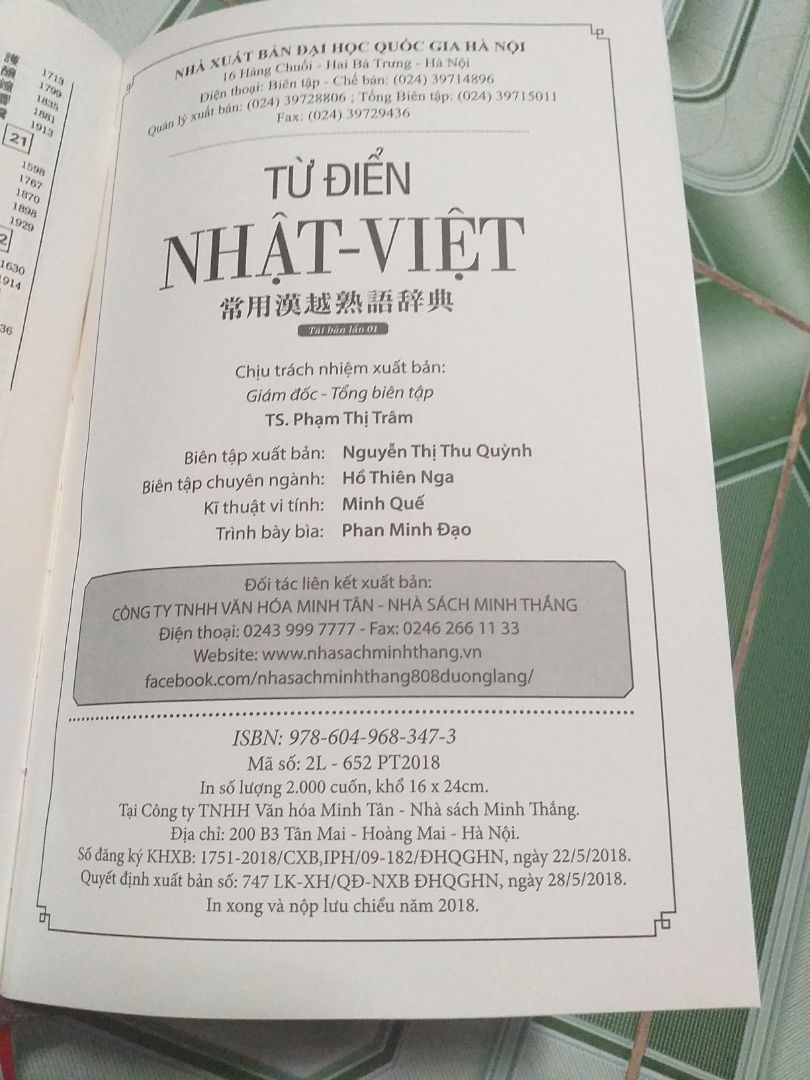 1713
1799
1835
1881
1913
21
1598
1767
1870
1898
1929
1630
1914
36
NHÀ XUẤT BẢN ĐẠI HỌC QUỐC GIA HÀ NỘI
16 Hàng Chuối - Hai Bà Trưng - Hà Nội
Điện thoại: Biên tập - Chế bản: (024) 39714896
Quản lý xuất bản: (024) 39728806 ; Tổng Biên tập: (024) 39715011
Fax: (024) 39729436
TỪ ĐIỂN
NHẬT-VIỆT
常用漢越熟語辞典
Tái bản lần 01
Chịu trách nhiệm xuất bản:
Giám đốc - Tổng biên tập
TS. Phạm Thị Trâm
Biên tập xuất bản: Nguyễn Thị Thu Quỳnh
Biên tập chuyên ngành: Hồ Thiên Nga
Kĩ thuật vi tính: Minh Quế
Trình bày bìa: Phan Minh Đạo
Đối tác liên kết xuất bản:
CÔNG TY TNHH VĂN HÓA MINH TÂN - NHÀ SÁCH MINH THẮNG
Điện thoại: 0243 999 7777 - Fax: 0246 266 11 33
Website: www.nhasachminhthang.vn
facebook.com/nhasachminhthang808duonglang/
ISBN: 978-604-968-347-3
Mã số: 2L - 652 PT2018
In số lượng 2.000 cuốn, khổ 16 x 24cm.
Tại Công ty TNHH Văn hóa Minh Tân - Nhà sách Minh Thắng.
Địa chỉ: 200 B3 Tân Mai - Hoàng Mai - Hà Nội.
Số đăng ký KHXB: 1751-2018/CXB,IPH/09-182/ĐHQGHN, ngày 22/5/2018.
Quyết định xuất bản số: 747 LK-XH/QĐ-NXB ĐHQGHN, ngày 28/5/2018.
In xong và nộp lưu chiểu năm 2018.